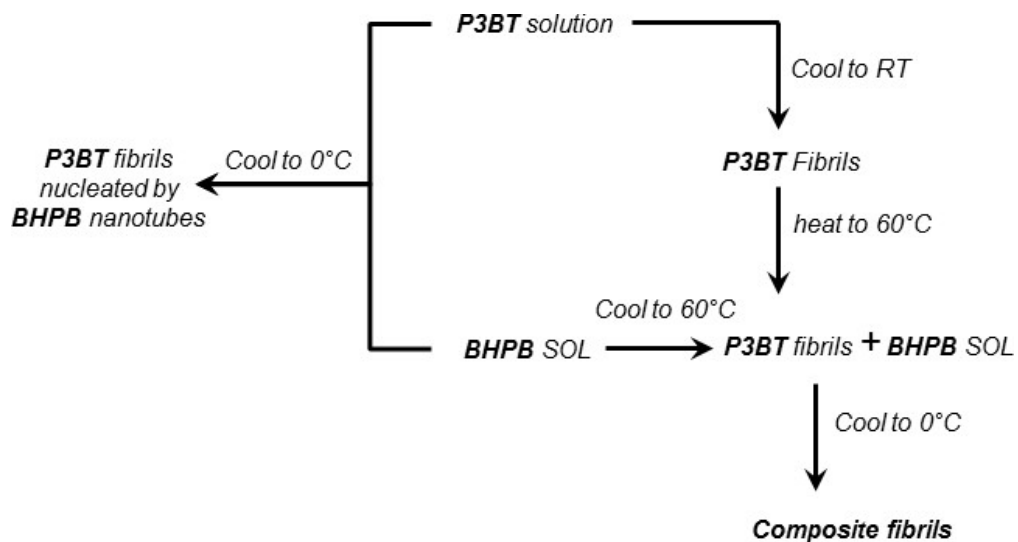 P3BT solution
Cool to RT
P3BT fibrils
nucleated by
BHPB nanotubes
Cool to 0°C
P3BT Fibrils
heat to 60°C
BHPB SOL
Cool to 60°C
P3BT fibrils + BHPB SOL
Cool to 0°C
Composite fibrils